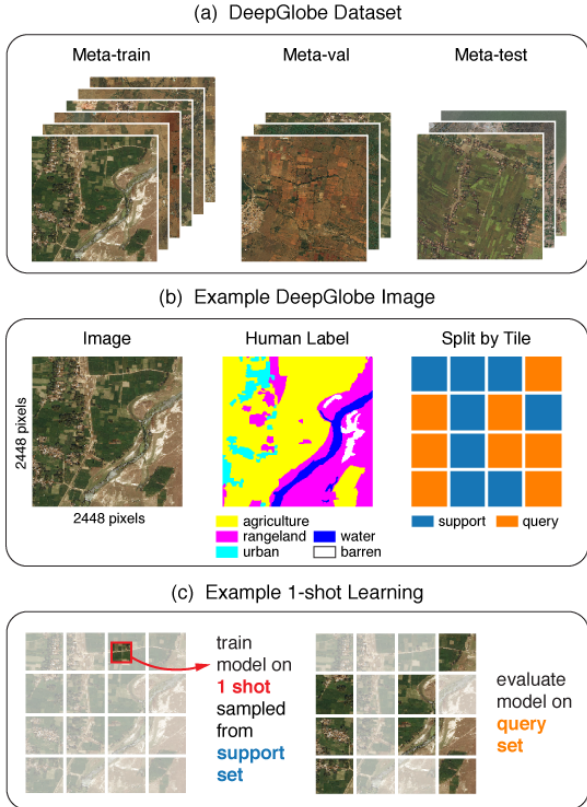 (a) DeepGlobe Dataset
Meta-train
Meta-val
Meta-test
(b) Example DeepGlobe Image
Image
Human Label
Split by Tile
2448 pixels
2448 pixels
agriculture
rangeland
urban
water
barren
support
query
(c) Example 1-shot Learning
train
model on
1 shot
sampled
from
support
set
evaluate
model on
query
set